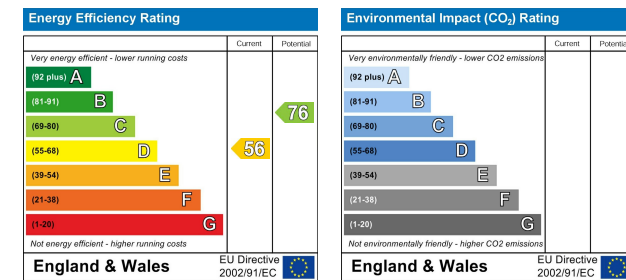 Energy Efficiency Rating
Current Potential
Very energy efficient - lower running costs
(92 plus) A
(81-91) B
(69-80) C
(55-68) D
(39-54) E
(21-38) F
(1-20) G
56
76
Not energy efficient - higher running costs
England & Wales
EU Directive
2002/91/EC
Environmental Impact (CO₂) Rating
Current Potential
Very environmentally friendly - lower CO2 emissions
(92 plus) A
(81-91) B
(69-80) C
(55-68) D
(39-54) E
(21-38) F
(1-20) G
Not environmentally friendly - higher CO2 emissions
England & Wales
EU Directive
2002/91/EC